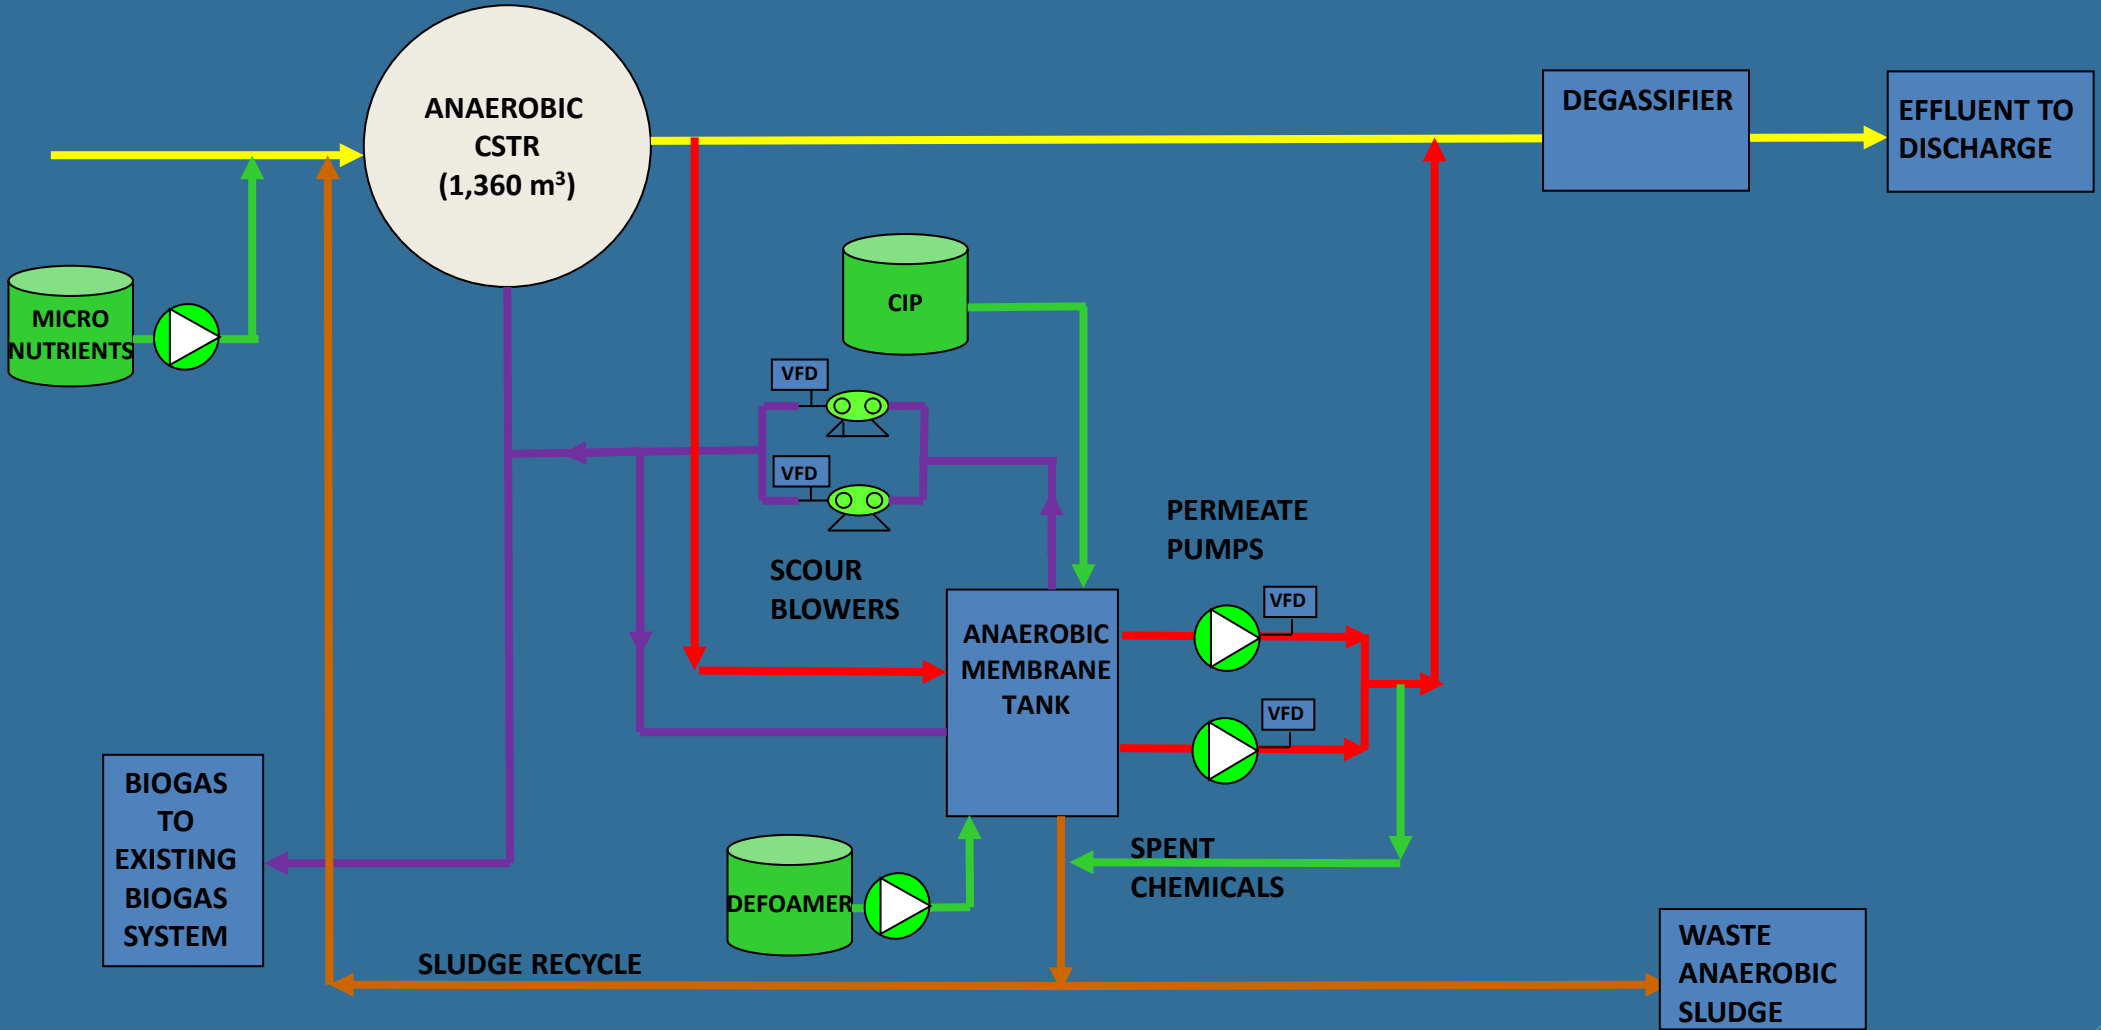 ANAEROBIC
CSTR
(1,360 m³)
DEGASSIFIER
EFFLUENT TO
DISCHARGE
MICRO
NUTRIENTS
CIP
VFD
VFD
SCOUR
BLOWERS
PERMEATE
PUMPS
VFD
VFD
ANAEROBIC
MEMBRANE
TANK
BIOGAS
TO
EXISTING
BIOGAS
SYSTEM
DEFOAMER
SPENT
CHEMICALS
SLUDGE RECYCLE
WASTE
ANAEROBIC
SLUDGE